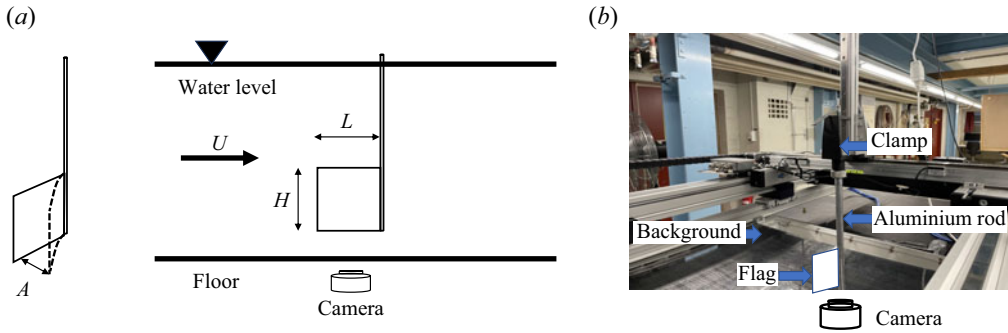 (a)
(b)
Water level
L
U
H
A
Floor
Camera
Clamp
Aluminium rod
Background
Flag
Camera